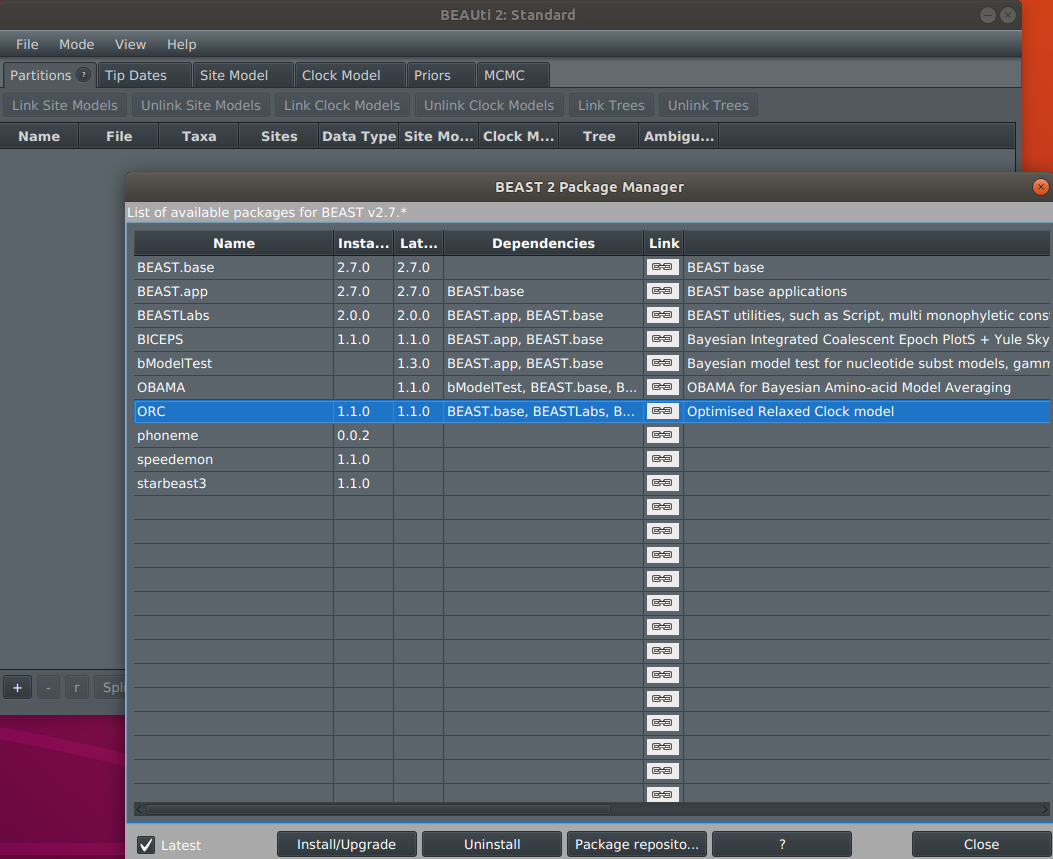 BEAUti 2: Standard
File Mode View Help
Partitions ? Tip Dates Site Model Clock Model Priors MCMC
Link Site Models Unlink Site Models Link Clock Models Unlink Clock Models Link Trees Unlink Trees
Name File Taxa Sites Data Type Site Mo... Clock M... Tree Ambigu...
BEAST 2 Package Manager
List of available packages for BEAST v2.7.*
Name Insta... Lat... Dependencies Link
BEAST.base 2.7.0 2.7.0 BEAST base
BEAST.app 2.7.0 2.7.0 BEAST.base BEAST base applications
BEASTLabs 2.0.0 2.0.0 BEAST.app, BEAST.base BEAST utilities, such as Script, multi monophyletic const
BICEPS 1.1.0 1.1.0 BEAST.app, BEAST.base Bayesian Integrated Coalescent Epoch PlotS + Yule Sky
bModelTest 1.3.0 BEAST.app, BEAST.base Bayesian model test for nucleotide subst models, gamm
OBAMA 1.1.0 bModelTest, BEAST.base, B... OBAMA for Bayesian Amino-acid Model Averaging
ORC 1.1.0 1.1.0 BEAST.base, BEASTLabs, B... Optimised Relaxed Clock model
phoneme 0.0.2
speedemon 1.1.0
starbeast3 1.1.0
+ - r Spli
Latest Install/Upgrade Uninstall Package reposito... ? Close